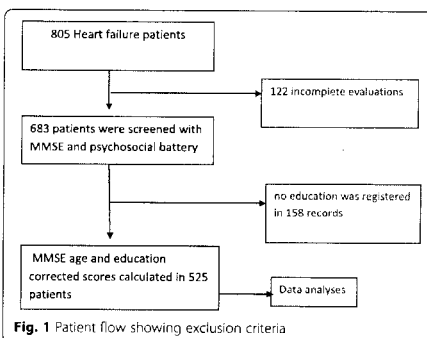 805 Heart failure patients
122 incomplete evaluations
683 patients were screened with
MMSE and psychosocial battery
no education was registered
in 158 records
MMSE age and education
corrected scores calculated in 525
patients
Data analyses
Fig. 1 Patient flow showing exclusion criteria